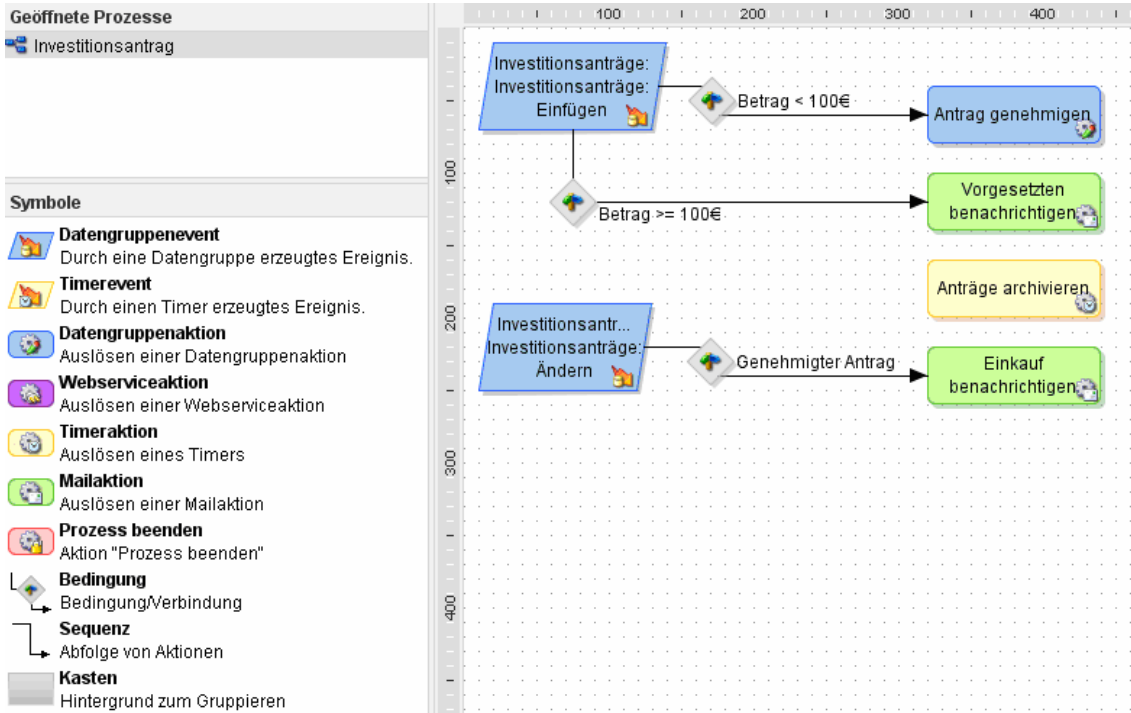 Geöffnete Prozesse
Investitionsantrag
Symbole
Datengruppenevent
Durch eine Datengruppe erzeugtes Ereignis.
Timerevent
Durch einen Timer erzeugtes Ereignis.
Datengruppenaktion
Auslösen einer Datengruppenaktion
Webserviceaktion
Auslösen einer Webserviceaktion
Timeraktion
Auslösen eines Timers
Mailaktion
Auslösen einer Mailaktion
Prozess beenden
Aktion "Prozess beenden"
Bedingung
Bedingung/Verbindung
Sequenz
Abfolge von Aktionen
Kasten
Hintergrund zum Gruppieren
100 200 300 400
100
200
300
400
Investitionsanträge:
Investitionsanträge:
Einfügen
Betrag < 100€
Antrag genehmigen
Betrag >= 100€
Vorgesetzten
benachrichtigen
Anträge archivieren
Investitionsantr...
Investitionsanträge:
Ändern
Genehmigter Antrag
Einkauf
benachrichtigen